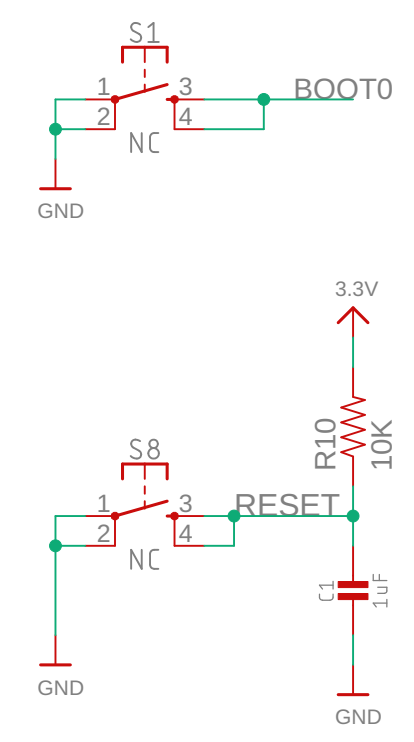 S1
1 3 BOOT0
2 4
NC
GND
3.3V
R10
10K
S8
1 3 RESET
2 4
NC
C1
1uF
GND
GND